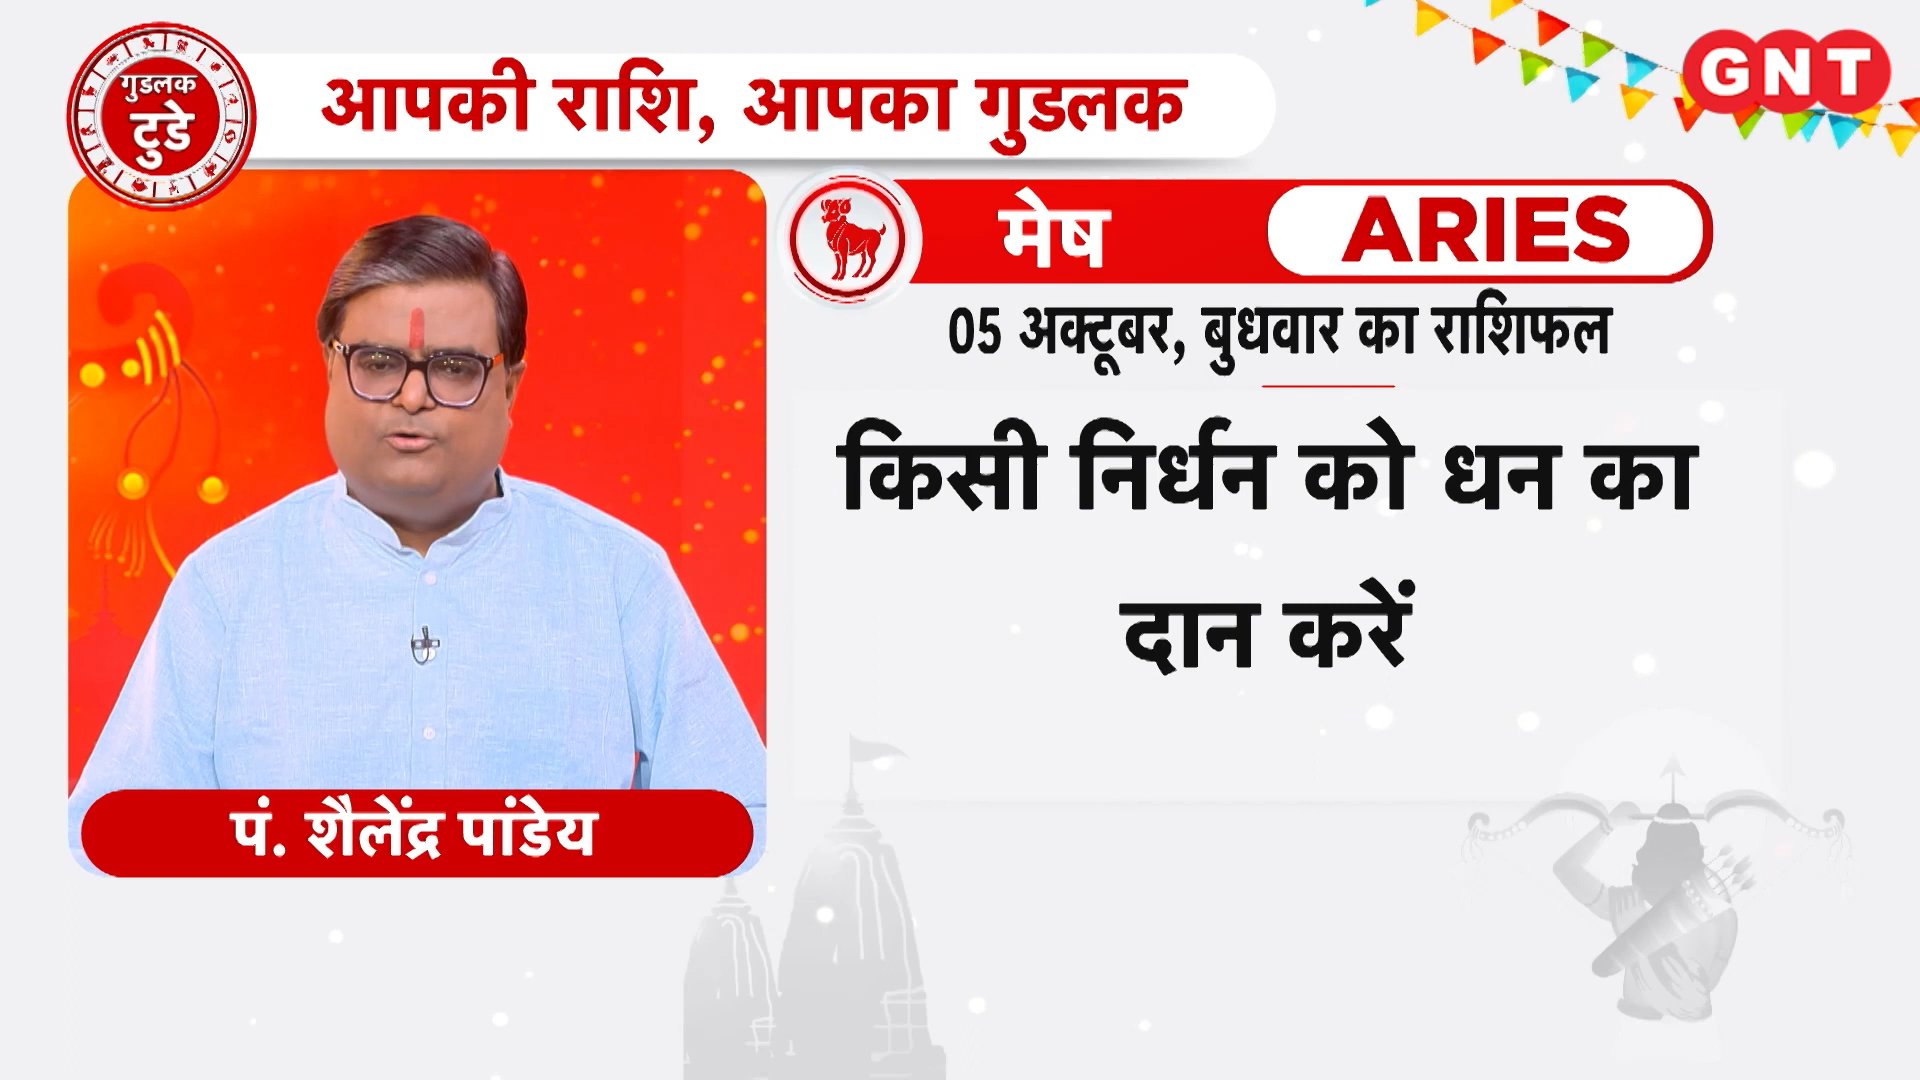 गुडलक
टुडे
आपकी राशि, आपका गुडलक
GNT
मेष
ARIES
05 अक्टूबर, बुधवार का राशिफल
किसी निर्धन को धन का
दान करें
पं. शैलेंद्र पांडेय